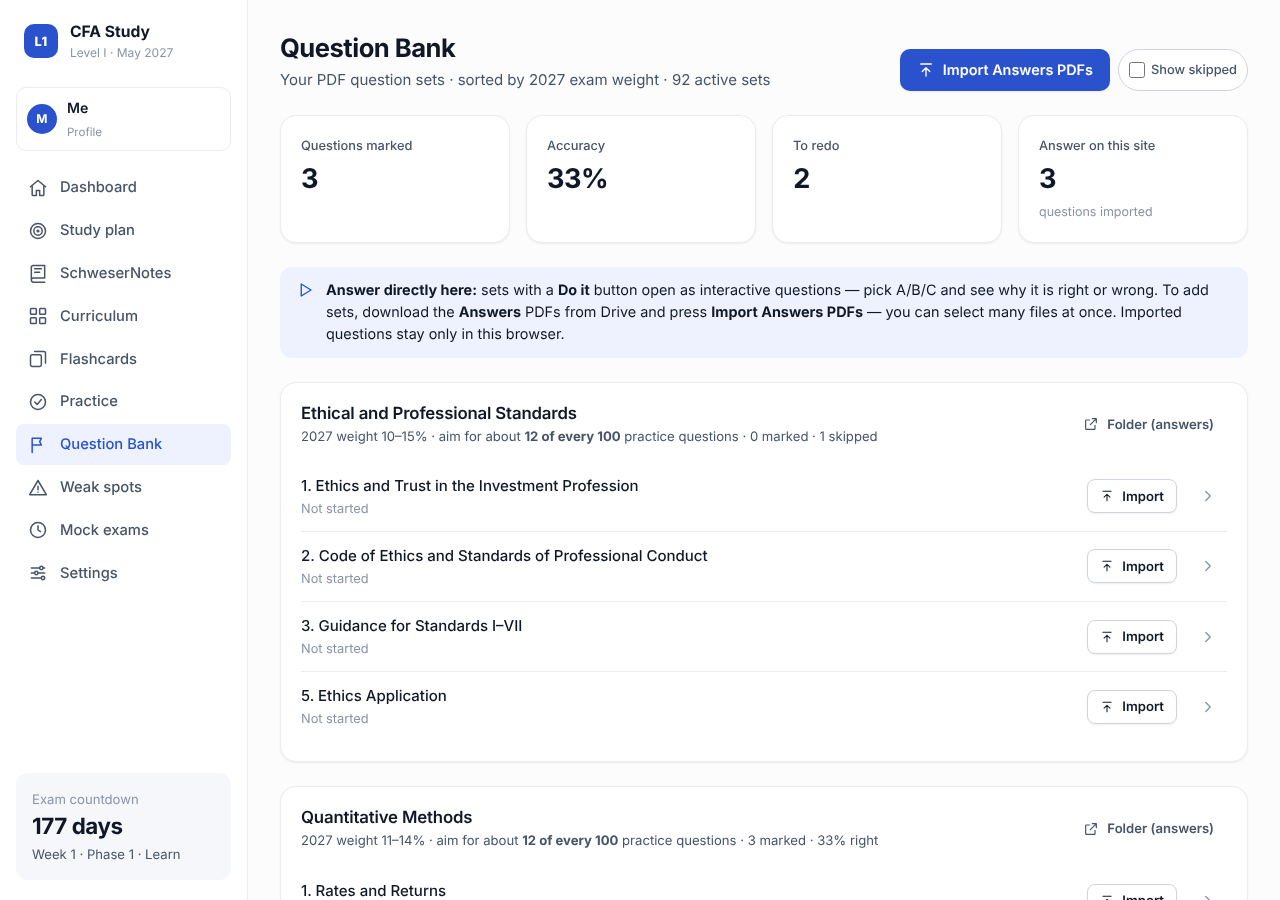 L1
CFA Study
Level I · May 2027
M
Me
Profile
Dashboard
Study plan
SchweserNotes
Curriculum
Flashcards
Practice
Question Bank
Weak spots
Mock exams
Settings
Exam countdown
177 days
Week 1 · Phase 1 · Learn
Question Bank
Your PDF question sets · sorted by 2027 exam weight · 92 active sets
Import Answers PDFs
Show skipped
Questions marked
3
Accuracy
33%
To redo
2
Answer on this site
3
questions imported
Answer directly here: sets with a Do it button open as interactive questions — pick A/B/C and see why it is right or wrong. To add
sets, download the Answers PDFs from Drive and press Import Answers PDFs — you can select many files at once. Imported
questions stay only in this browser.
Ethical and Professional Standards
2027 weight 10–15% · aim for about 12 of every 100 practice questions · 0 marked · 1 skipped
Folder (answers)
1. Ethics and Trust in the Investment Profession
Not started
Import
2. Code of Ethics and Standards of Professional Conduct
Not started
Import
3. Guidance for Standards I–VII
Not started
Import
5. Ethics Application
Not started
Import
Quantitative Methods
2027 weight 11–14% · aim for about 12 of every 100 practice questions · 3 marked · 33% right
Folder (answers)
1. Rates and Returns
Import